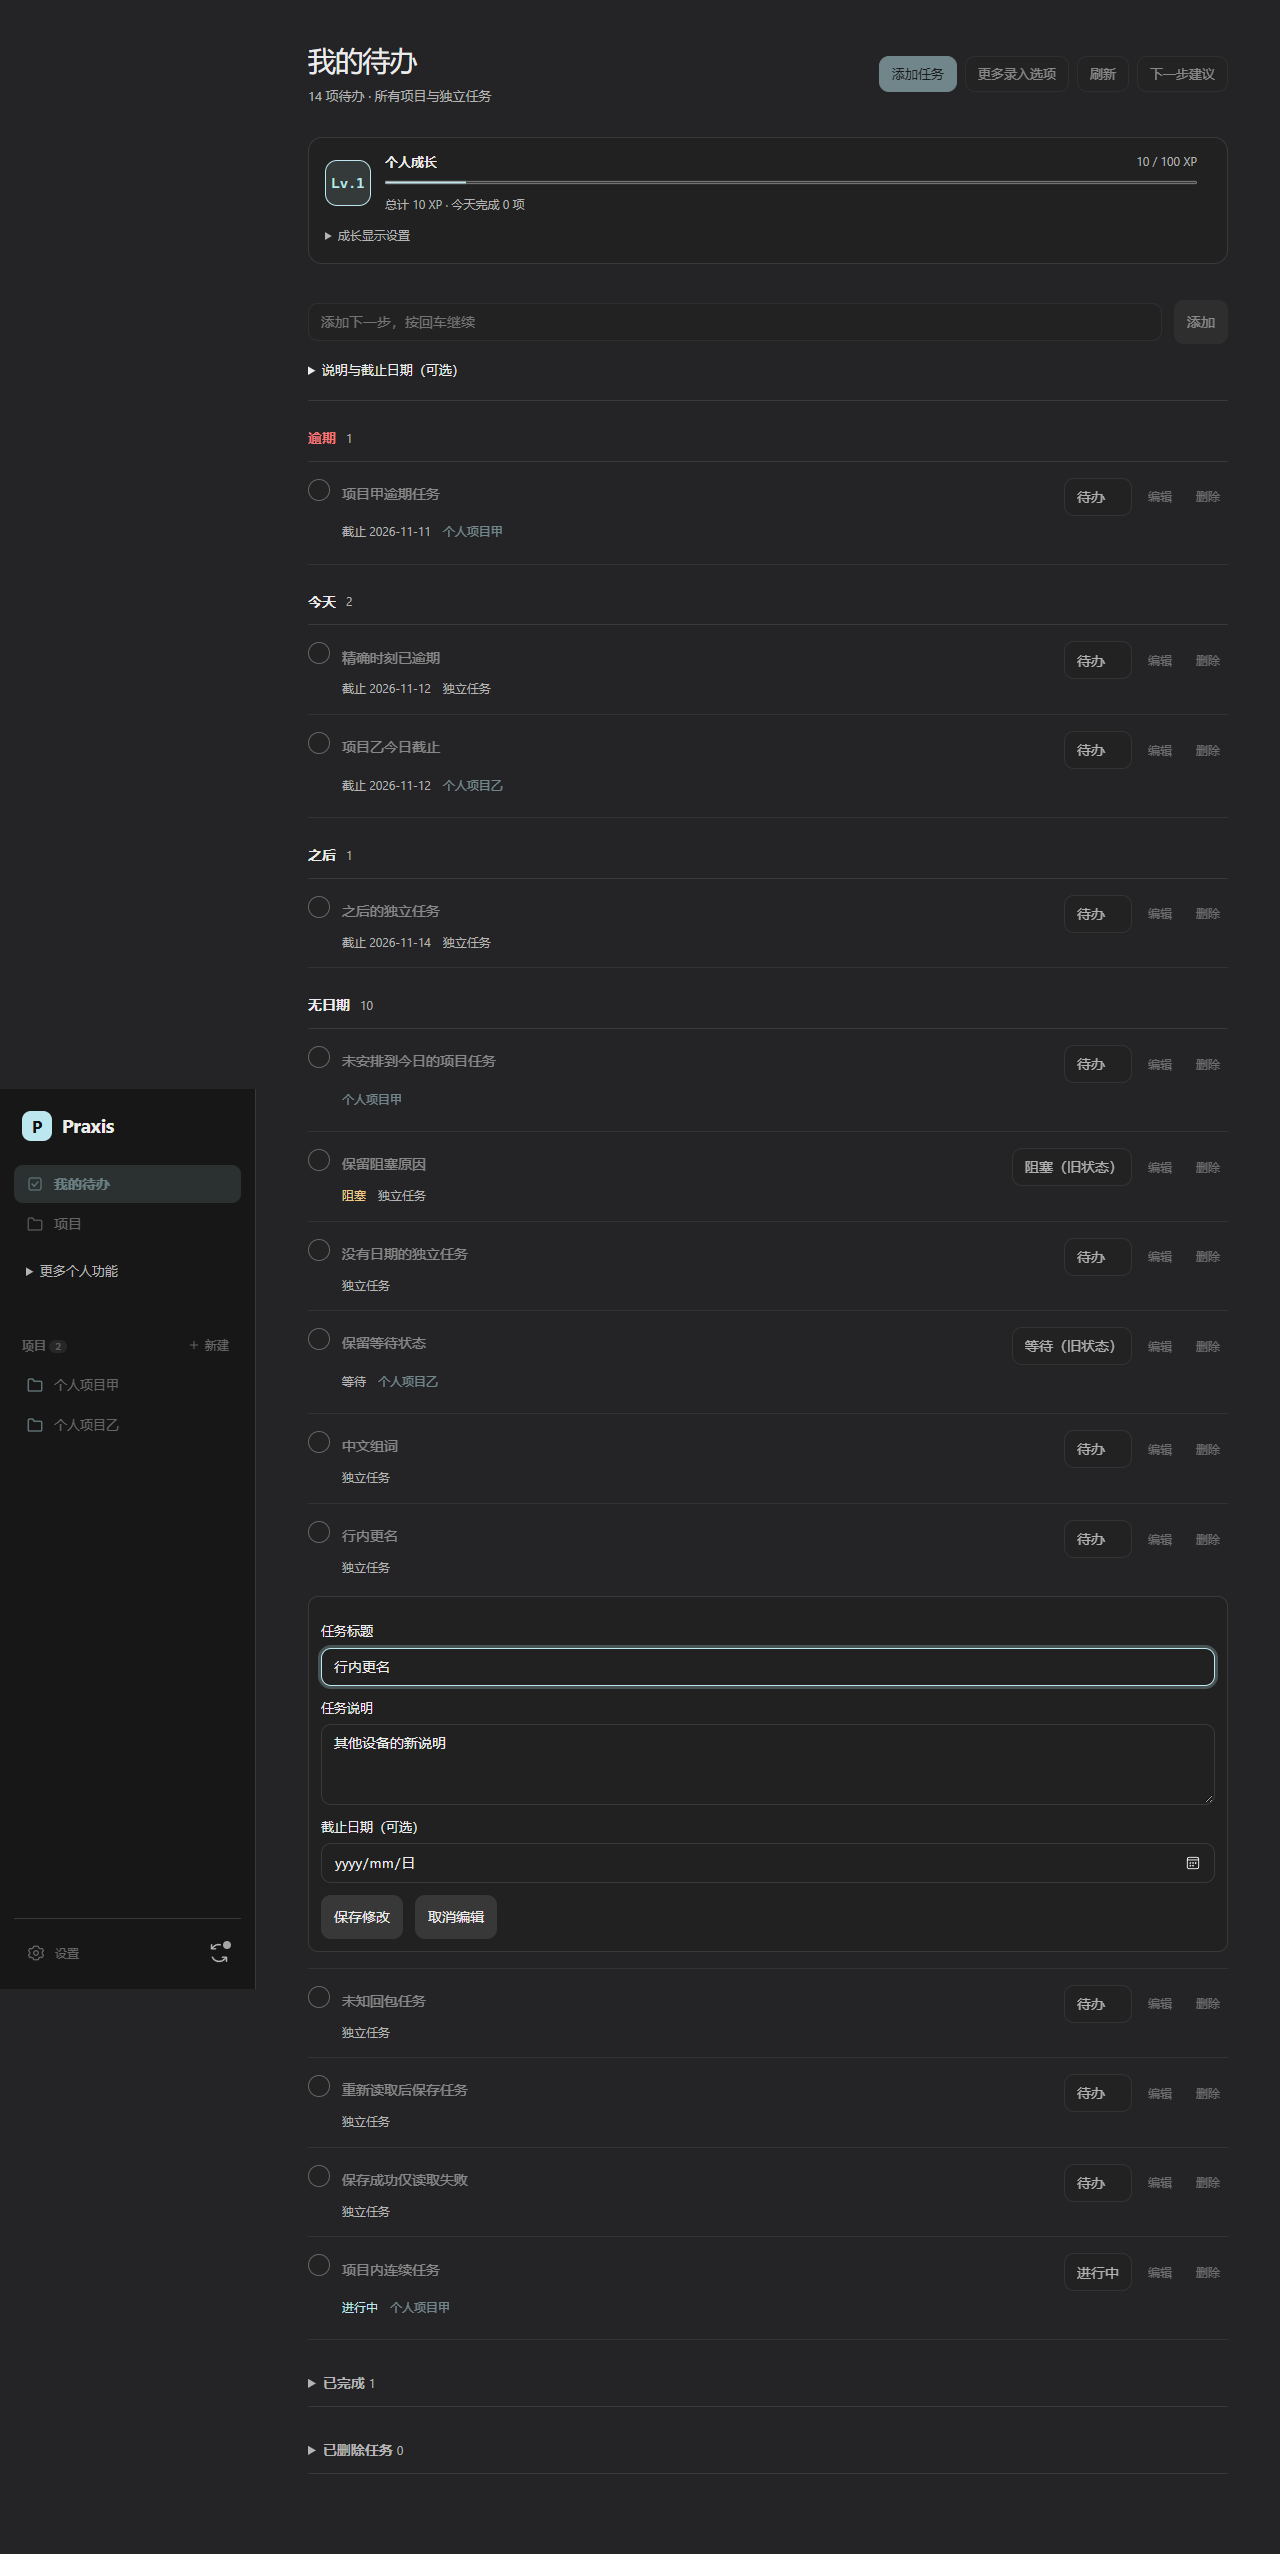 我的待办
14 项待办 · 所有项目与独立任务
添加任务
更多录入选项
刷新
下一步建议
Lv.1
个人成长
10 / 100 XP
总计 10 XP · 今天完成 0 项
成长显示设置
添加下一步，按回车继续
添加
说明与截止日期（可选）
逾期 1
项目甲逾期任务
待办 编辑 删除
截止 2026-11-11 个人项目甲
今天 2
精确时刻已逾期
待办 编辑 删除
截止 2026-11-12 独立任务
项目乙今日截止
待办 编辑 删除
截止 2026-11-12 个人项目乙
之后 1
之后的独立任务
待办 编辑 删除
截止 2026-11-14 独立任务
无日期 10
未安排到今日的项目任务
待办 编辑 删除
个人项目甲
保留阻塞原因
阻塞（旧状态） 编辑 删除
阻塞 独立任务
没有日期的独立任务
待办 编辑 删除
独立任务
保留等待状态
等待（旧状态） 编辑 删除
等待 个人项目乙
中文组词
待办 编辑 删除
独立任务
行内更名
待办 编辑 删除
独立任务
任务标题
行内更名
任务说明
其他设备的新说明
截止日期（可选）
yyyy/mm/日
保存修改 取消编辑
未知回包任务
待办 编辑 删除
独立任务
重新读取后保存任务
待办 编辑 删除
独立任务
保存成功仅读取失败
待办 编辑 删除
独立任务
项目内连续任务
进行中 编辑 删除
进行中 个人项目甲
已完成 1
已删除任务 0
P Praxis
我的待办
项目
更多个人功能
项目 2
+ 新建
个人项目甲
个人项目乙
设置